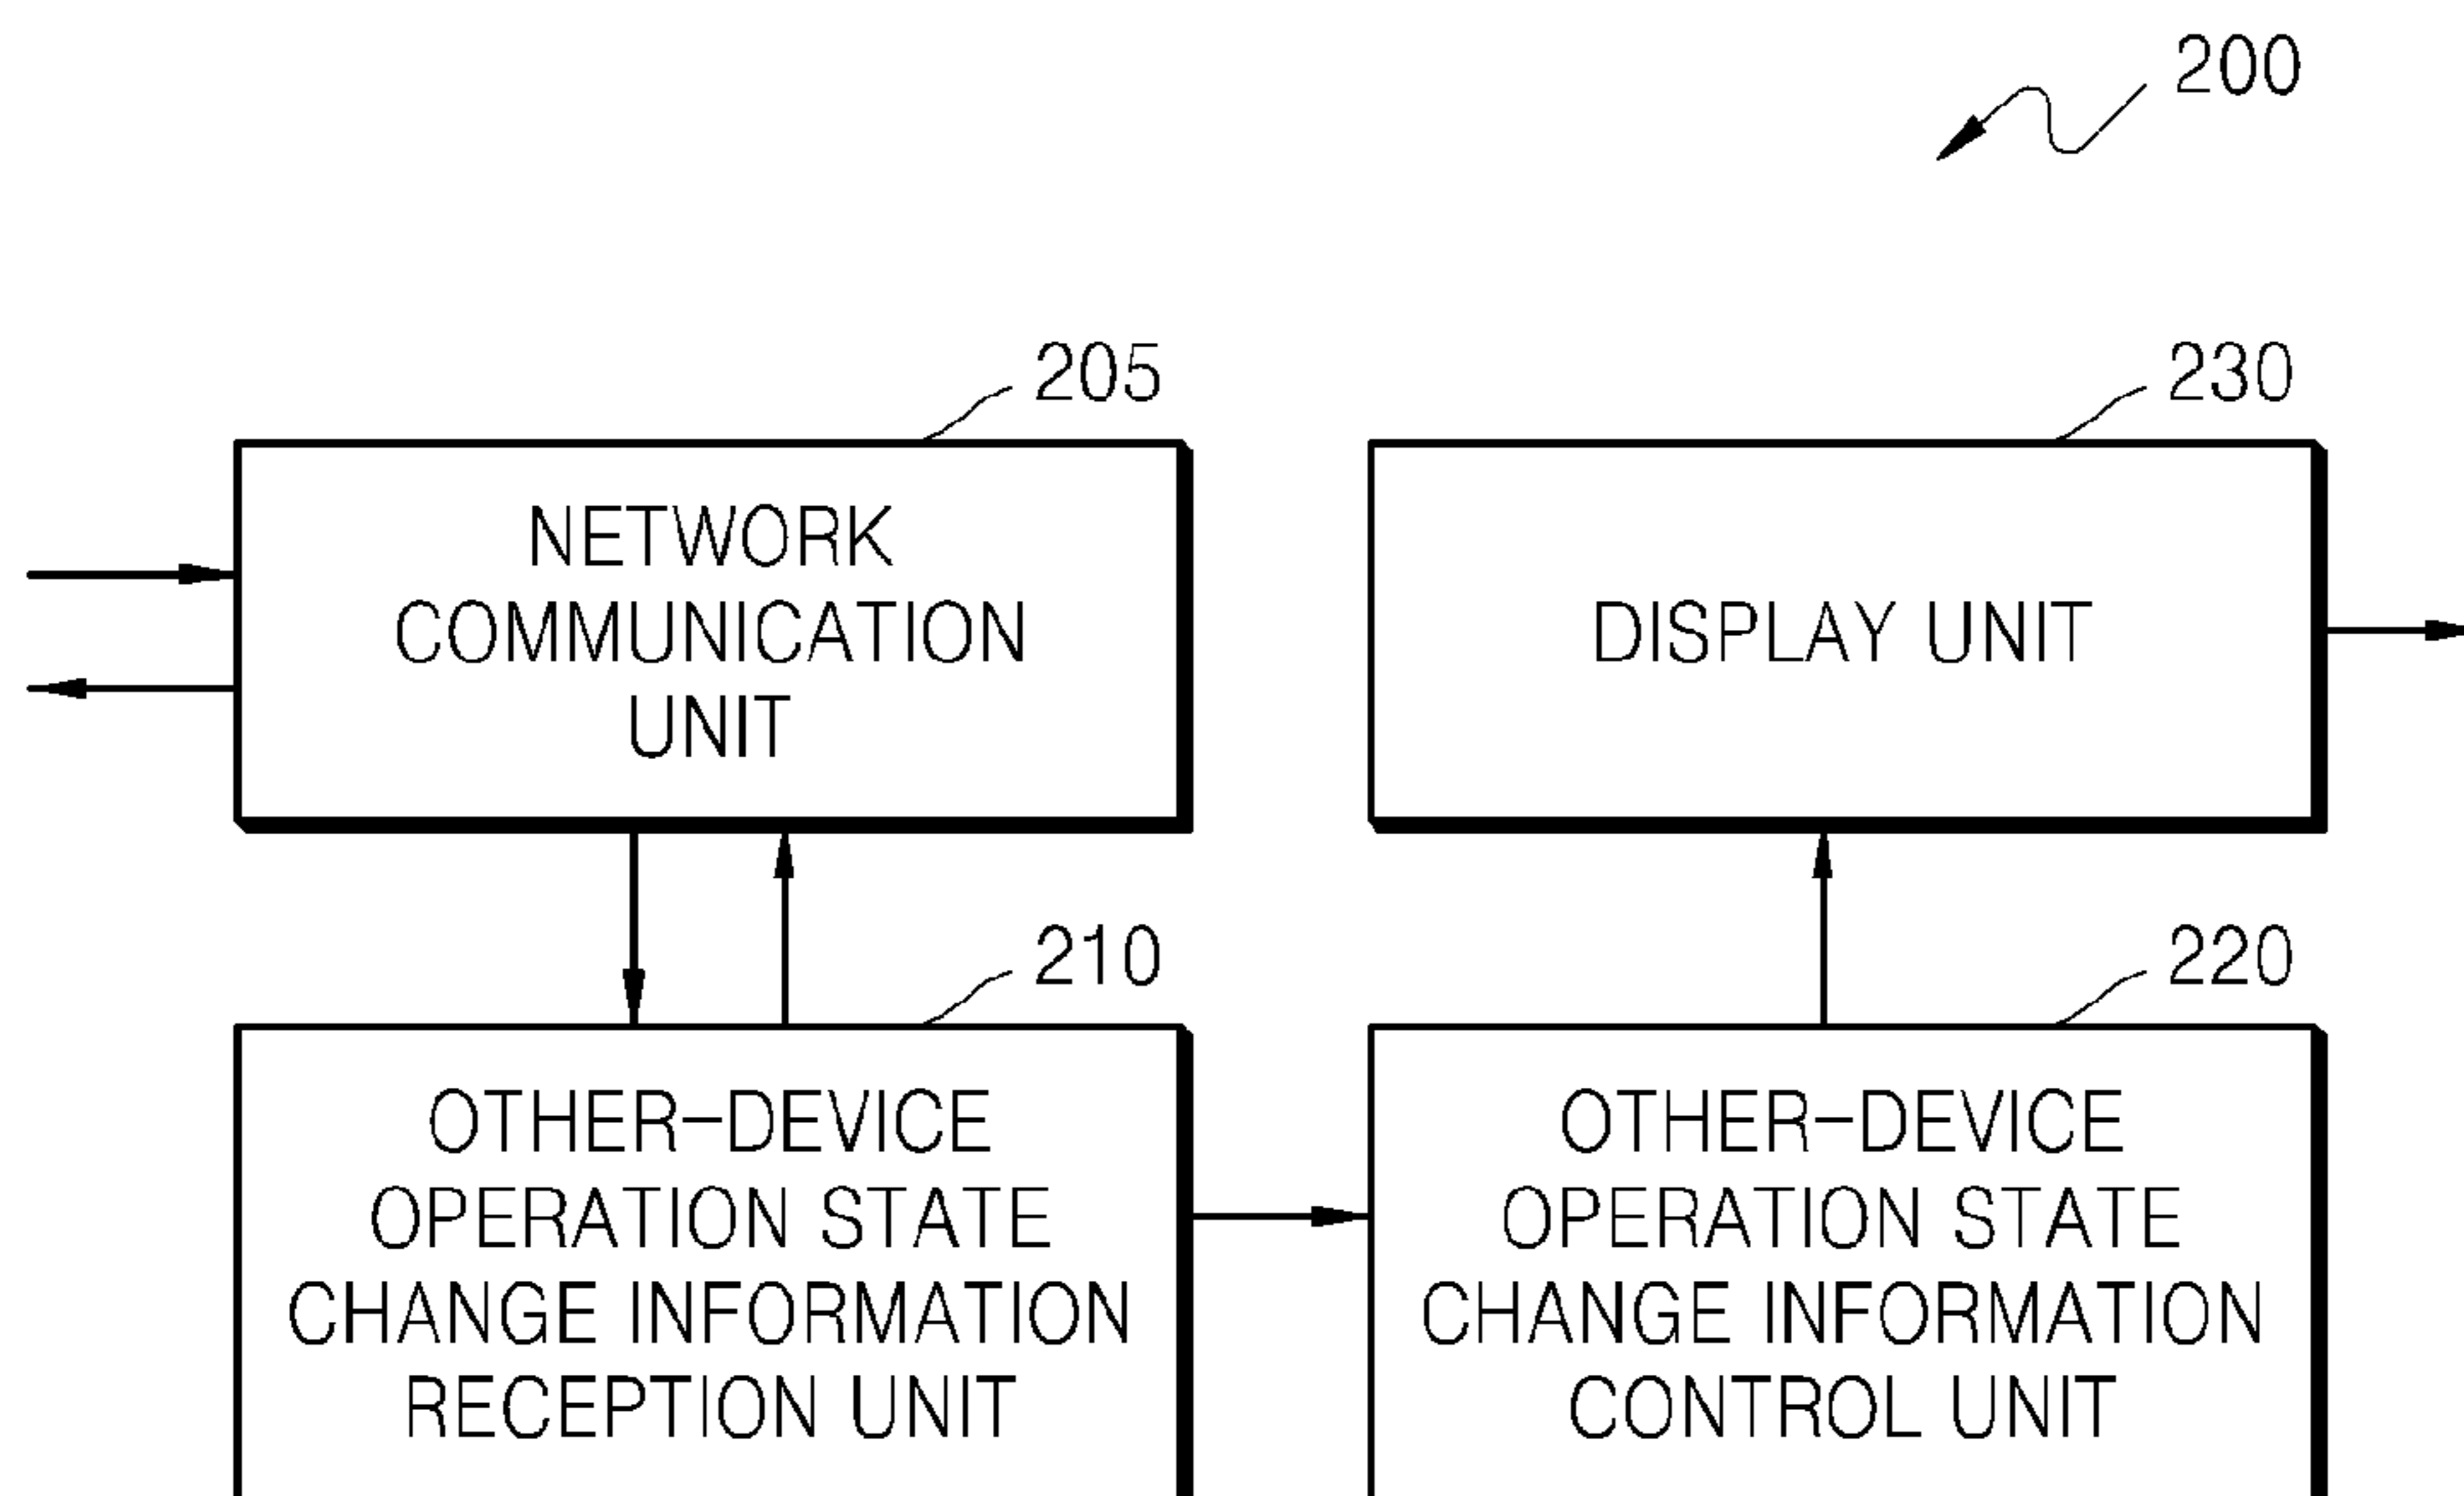 200
205
NETWORK
COMMUNICATION
UNIT
230
DISPLAY UNIT
210
OTHER-DEVICE
OPERATION STATE
CHANGE INFORMATION
RECEPTION UNIT
220
OTHER-DEVICE
OPERATION STATE
CHANGE INFORMATION
CONTROL UNIT